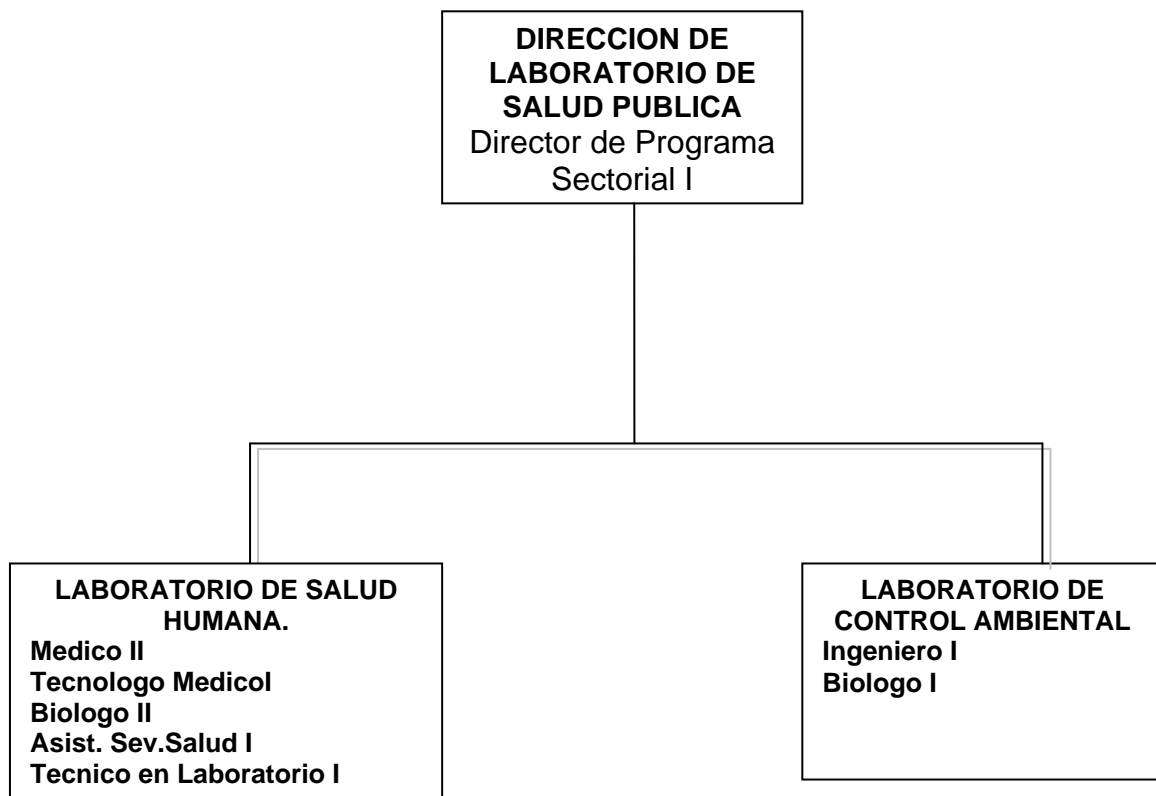 DIRECCION DE
LABORATORIO DE
SALUD PUBLICA
Director de Programa
Sectorial I
LABORATORIO DE SALUD
HUMANA.
Medico II
Tecnologo MedicoI
Biologo II
Asist. Sev.Salud I
Tecnico en Laboratorio I
LABORATORIO DE
CONTROL AMBIENTAL
Ingeniero I
Biologo I